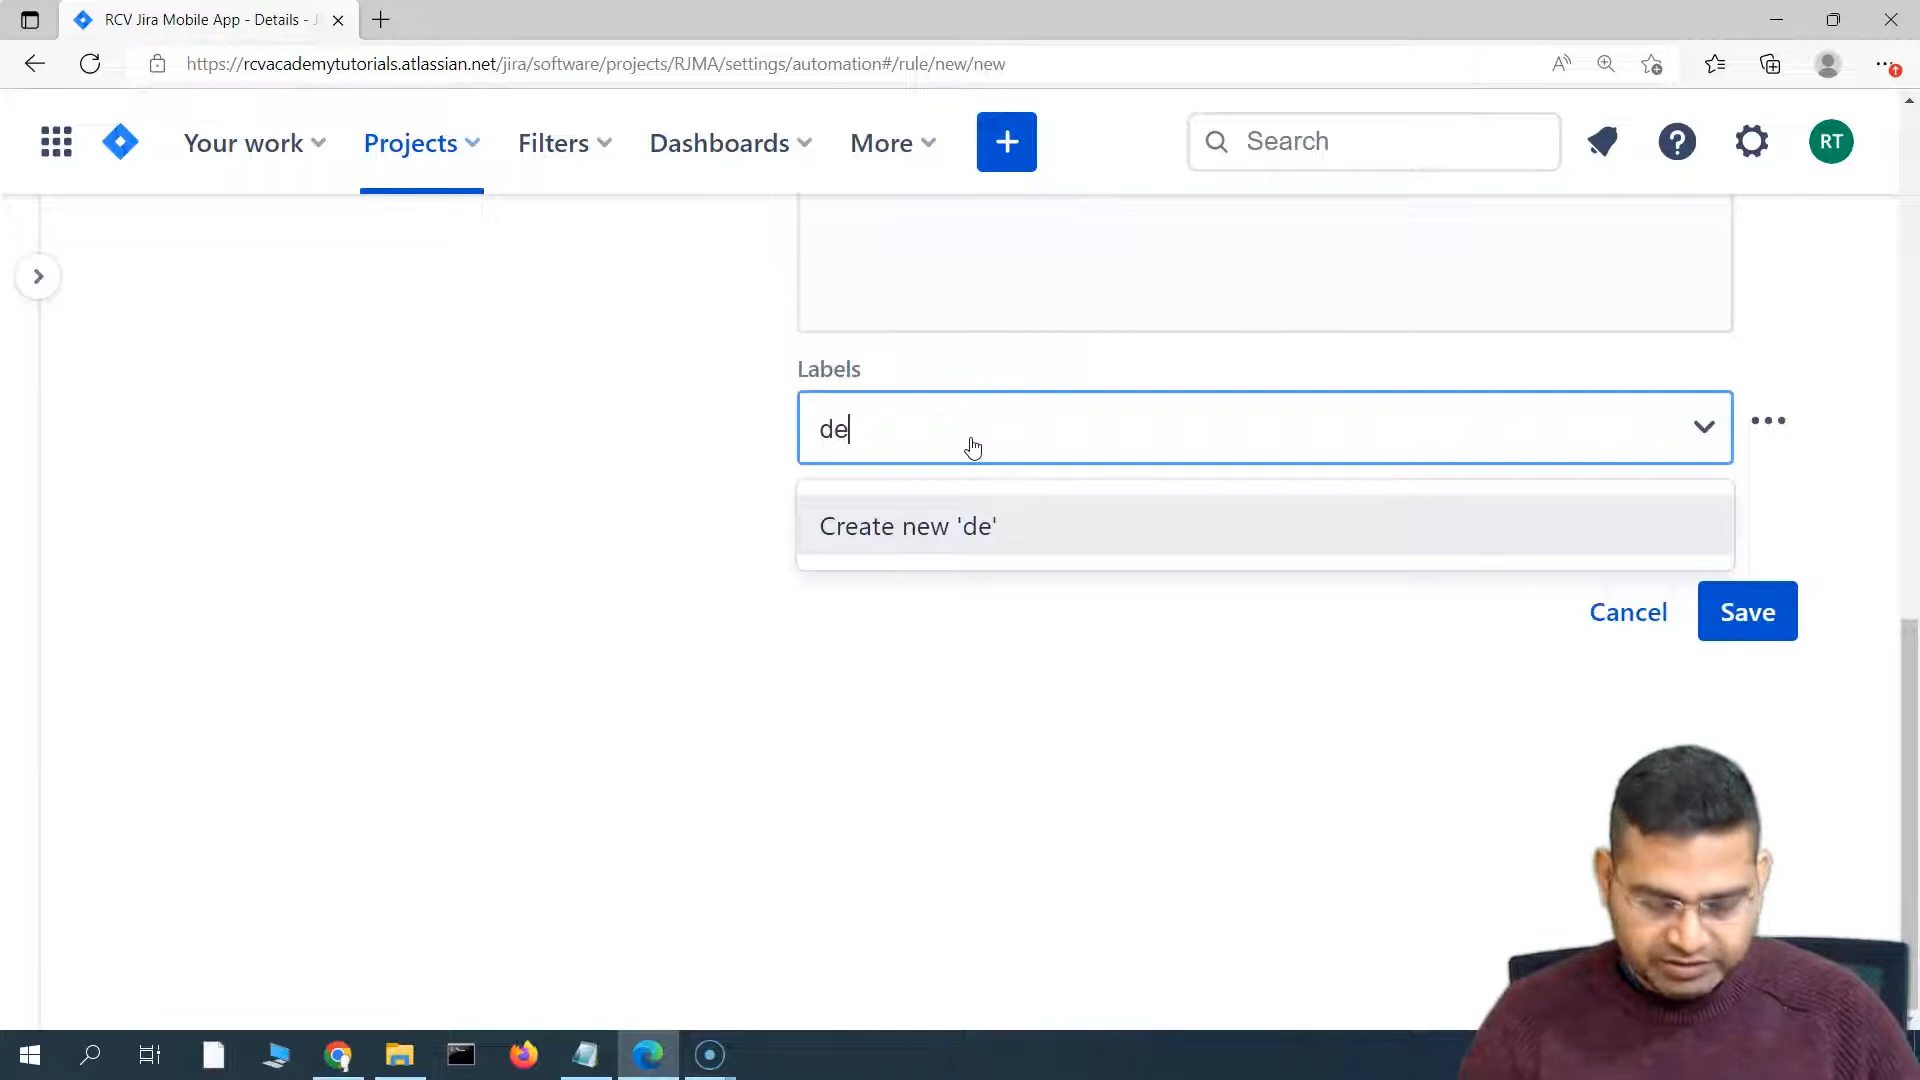 RCV Jira Mobile App - Details - J
https://rcvacademytutorials.atlassian.net/jira/software/projects/RJMA/settings/automation#/rule/new/new
Your work Projects Filters Dashboards More Search RT
Labels
de
Create new 'de'
Cancel Save